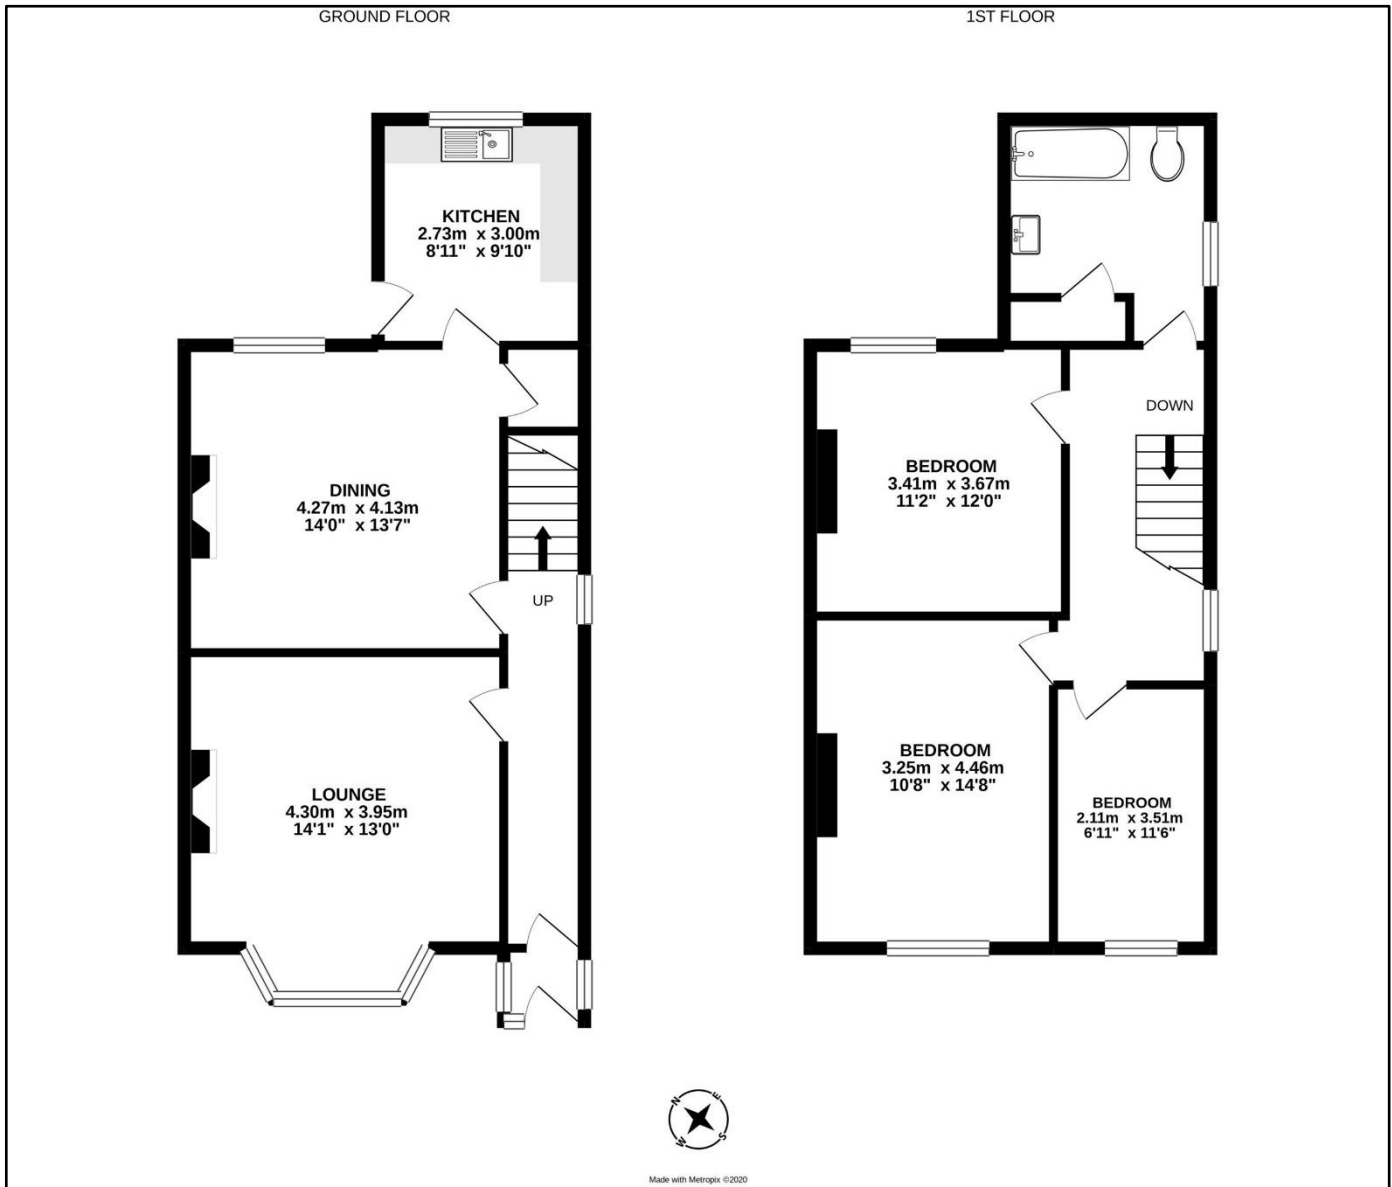 GROUND FLOOR
1ST FLOOR
KITCHEN
2.73m x 3.00m
8'11" x 9'10"
DINING
4.27m x 4.13m
14'0" x 13'7"
UP
LOUNGE
4.30m x 3.95m
14'1" x 13'0"
DOWN
BEDROOM
3.41m x 3.67m
11'2" x 12'0"
BEDROOM
3.25m x 4.46m
10'8" x 14'8"
BEDROOM
2.11m x 3.51m
6'11" x 11'6"
N
E
W
S
Made with Metropix ©2020